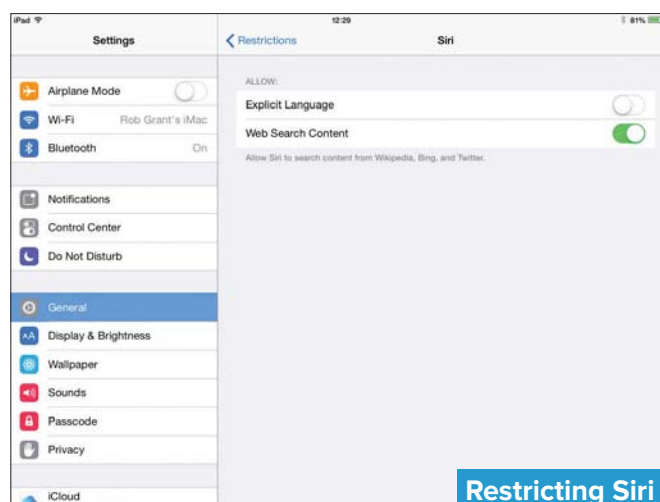 iPad
12:29
81%
Settings
Restrictions
Siri
Airplane Mode
Wi-Fi Rob Grant's iMac
Bluetooth On
Notifications
Control Center
Do Not Disturb
General
Display & Brightness
Wallpaper
Sounds
Passcode
Privacy
iCloud
ALLOW:
Explicit Language
Web Search Content
Allow Siri to search content from Wikipedia, Bing, and Twitter.
Restricting Siri